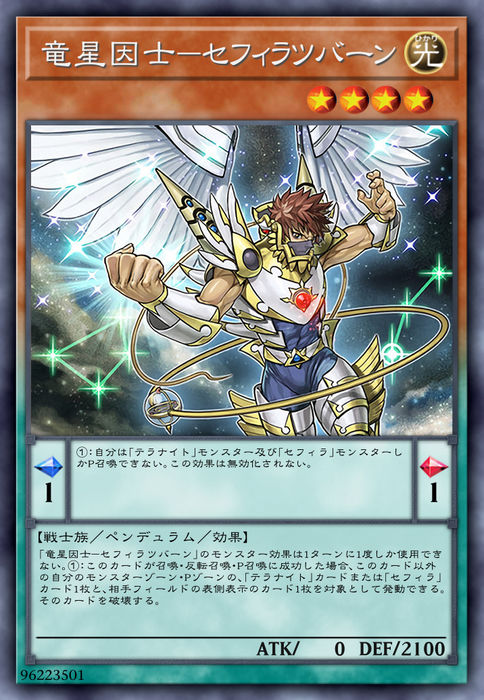 竜星因士－セフィラツバーン
ひかり
光
①：自分は「テラナイト」モンスター及び「セフィラ」モンスターし
かP召喚できない。この効果は無効化されない。
1
1
【戦士族／ペンデュラム／効果】
「竜星因士－セフィラツバーン」のモンスター効果は1ターンに1度しか使用でき
ない。①：このカードが召喚・反転召喚・P召喚に成功した場合、このカード以外
の自分のモンスターゾーン・Pゾーンの、「テラナイト」カードまたは「セフィラ」
カード1枚と、相手フィールドの表側表示のカード1枚を対象として発動できる。
そのカードを破壊する。
ATK/ 0 DEF/2100
96223501